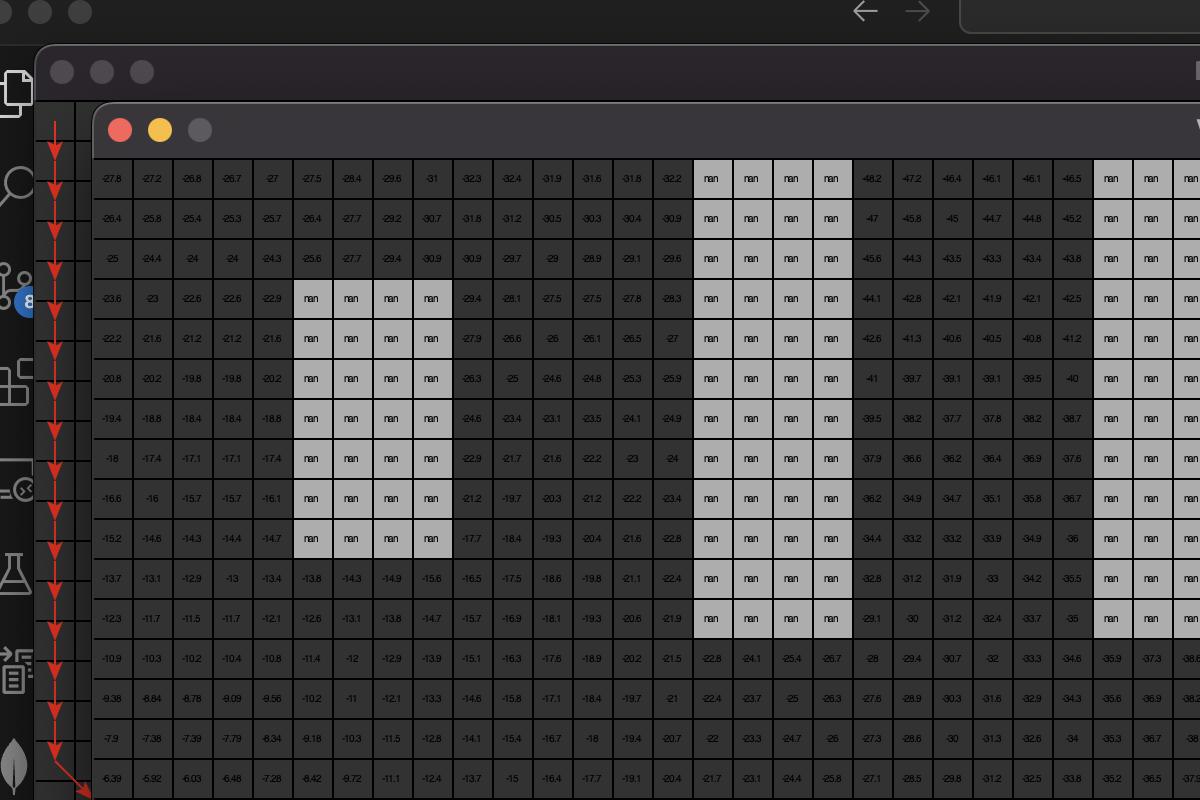 -27.8 -27.2 -26.8 -26.7 -27 -27.5 -28.4 -29.6 -31 -32.3 -32.4 -31.9 -31.6 -31.8 -32.2 nan nan nan nan -48.2 -47.2 -46.4 -46.1 -46.1 -46.5 nan nan nan
-26.4 -25.8 -25.4 -25.3 -25.7 -26.4 -27.7 -29.2 -30.7 -31.8 -31.2 -30.5 -30.3 -30.4 -30.9 nan nan nan nan -47 -45.8 -45 -44.7 -44.8 -45.2 nan nan nan
-25 -24.4 -24 -24 -24.3 -25.6 -27.7 -29.4 -30.9 -30.9 -29.7 -29 -28.9 -29.1 -29.6 nan nan nan nan -45.6 -44.3 -43.5 -43.3 -43.4 -43.8 nan nan nan
-23.6 -23 -22.6 -22.6 -22.9 nan nan nan nan -29.4 -28.1 -27.5 -27.5 -27.8 -28.3 nan nan nan nan -44.1 -42.8 -42.1 -41.9 -42.1 -42.5 nan nan nan
8
-22.2 -21.6 -21.2 -21.2 -21.6 nan nan nan nan -27.9 -26.6 -26 -26.1 -26.5 -27 nan nan nan nan -42.6 -41.3 -40.6 -40.5 -40.8 -41.2 nan nan nan
-20.8 -20.2 -19.8 -19.8 -20.2 nan nan nan nan -26.3 -25 -24.6 -24.8 -25.3 -25.9 nan nan nan nan -41 -39.7 -39.1 -39.1 -39.5 -40 nan nan nan
-19.4 -18.8 -18.4 -18.4 -18.8 nan nan nan nan -24.6 -23.4 -23.1 -23.5 -24.1 -24.9 nan nan nan nan -39.5 -38.2 -37.7 -37.8 -38.2 -38.7 nan nan nan
-18 -17.4 -17.1 -17.1 -17.4 nan nan nan nan -22.9 -21.7 -21.6 -22.2 -23 -24 nan nan nan nan -37.9 -36.6 -36.2 -36.4 -36.9 -37.6 nan nan nan
-16.6 -16 -15.7 -15.7 -16.1 nan nan nan nan -21.2 -19.7 -20.3 -21.2 -22.2 -23.4 nan nan nan nan -36.2 -34.9 -34.7 -35.1 -35.8 -36.7 nan nan nan
-15.2 -14.6 -14.3 -14.4 -14.7 nan nan nan nan -17.7 -18.4 -19.3 -20.4 -21.6 -22.8 nan nan nan nan -34.4 -33.2 -33.2 -33.9 -34.9 -36 nan nan nan
-13.7 -13.1 -12.9 -13 -13.4 -13.8 -14.3 -14.9 -15.6 -16.5 -17.5 -18.6 -19.8 -21.1 -22.4 nan nan nan nan -32.8 -31.2 -31.9 -33 -34.2 -35.5 nan nan nan
-12.3 -11.7 -11.5 -11.7 -12.1 -12.6 -13.1 -13.8 -14.7 -15.7 -16.9 -18.1 -19.3 -20.6 -21.9 nan nan nan nan -29.1 -30 -31.2 -32.4 -33.7 -35 nan nan nan
-10.9 -10.3 -10.2 -10.4 -10.8 -11.4 -12 -12.9 -13.9 -15.1 -16.3 -17.6 -18.9 -20.2 -21.5 -22.8 -24.1 -25.4 -26.7 -28 -29.4 -30.7 -32 -33.3 -34.6 -35.9 -37.3 -38.6
-9.38 -8.84 -8.78 -9.09 -9.56 -10.2 -11 -12.1 -13.3 -14.6 -15.8 -17.1 -18.4 -19.7 -21 -22.4 -23.7 -25 -26.3 -27.6 -28.9 -30.3 -31.6 -32.9 -34.3 -35.6 -36.9 -38.2
-7.9 -7.38 -7.39 -7.79 -8.34 -9.18 -10.3 -11.5 -12.8 -14.1 -15.4 -16.7 -18 -19.4 -20.7 -22 -23.3 -24.7 -26 -27.3 -28.6 -30 -31.3 -32.6 -34 -35.3 -36.7 -38
-6.39 -5.92 -6.03 -6.48 -7.28 -8.42 -9.72 -11.1 -12.4 -13.7 -15 -16.4 -17.7 -19.1 -20.4 -21.7 -23.1 -24.4 -25.8 -27.1 -28.5 -29.8 -31.2 -32.5 -33.8 -35.2 -36.5 -37.9